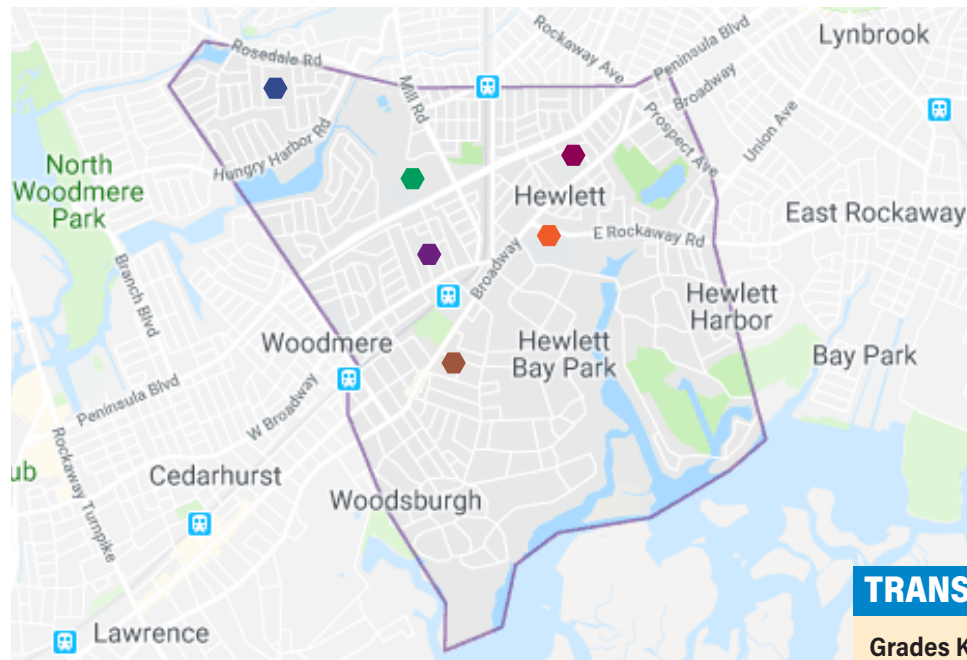 Rosedale Rd
Rockaway Ave
Peninsula Blvd
Lynbrook
Mill Rd
Broadway
Prospect Ave
Union Ave
Hungry Harbor Rd
North
Woodmere
Park
Hewlett
East Rockaway
E Rockaway Rd
Branch Blvd
Broadway
Hewlett
Harbor
Woodmere
Hewlett
Bay Park
Bay Park
Peninsula Blvd
W Broadway
Rockaway Turnpike
ub
Cedarhurst
Woodsburgh
Lawrence
TRANS
Grades K